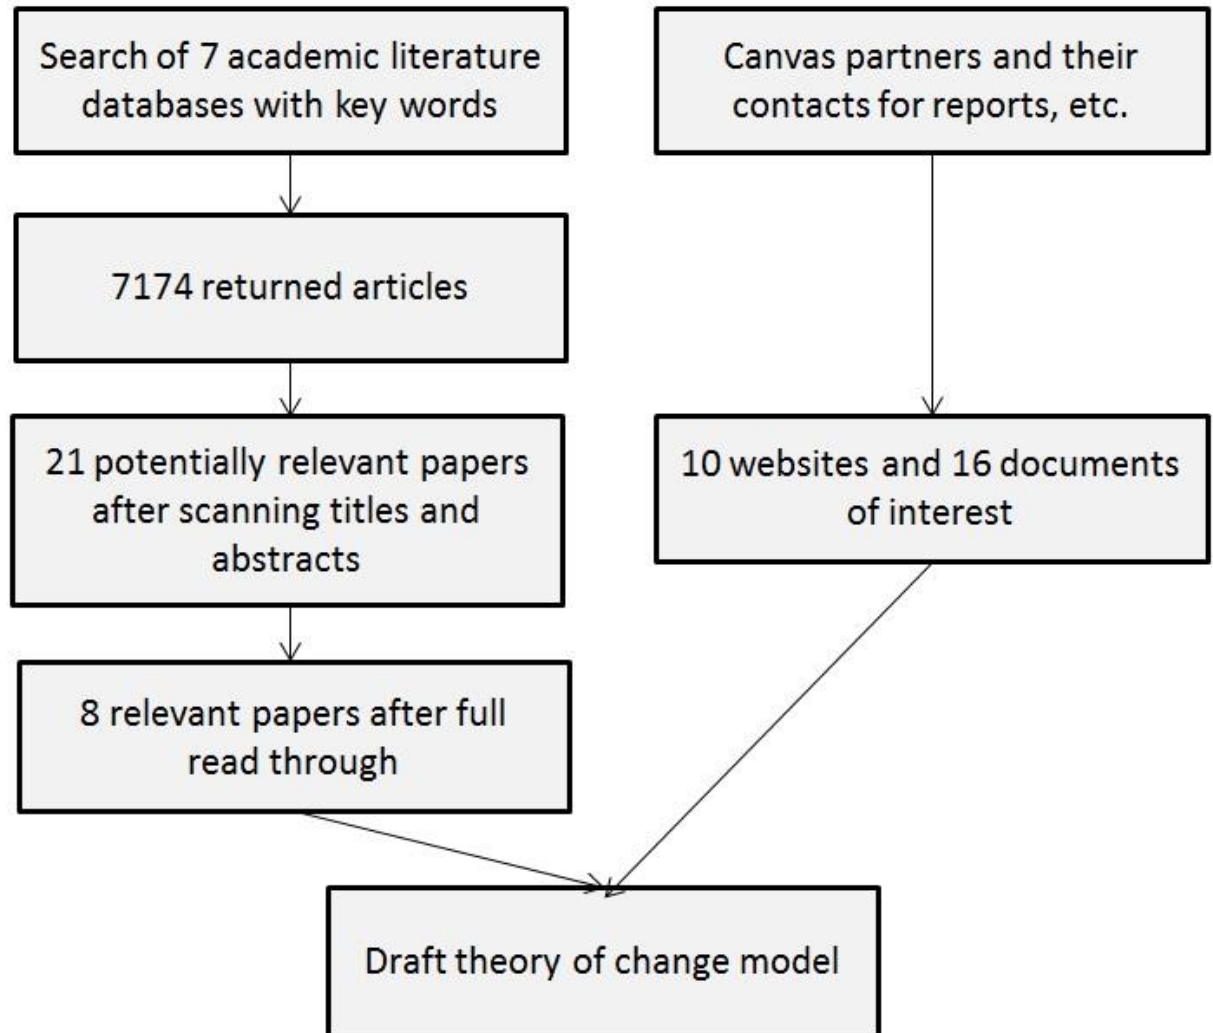 Search of 7 academic literature
databases with key words
Canvas partners and their
contacts for reports, etc.
7174 returned articles
21 potentially relevant papers
after scanning titles and
abstracts
10 websites and 16 documents
of interest
8 relevant papers after full
read through
Draft theory of change model